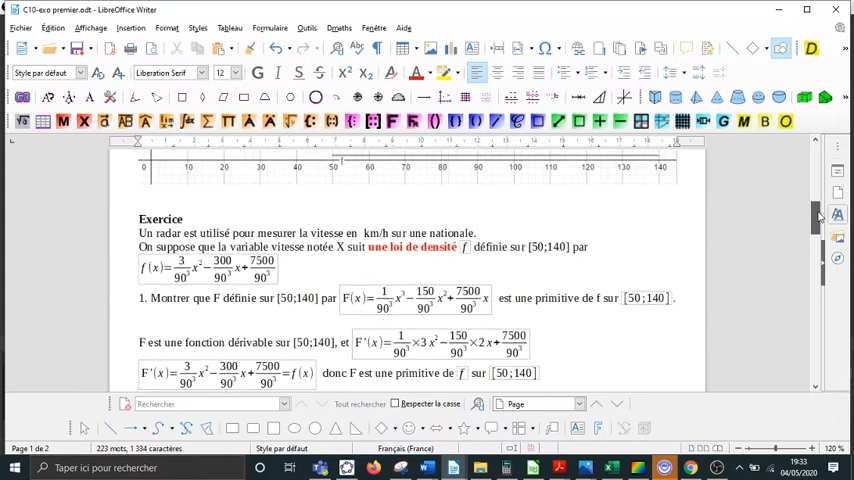 C10-exo premier.odt - LibreOffice Writer
Fichier Édition Affichage Insertion Format Styles Tableau Formulaire Outils Dmaths Fenêtre Aide
Style par défaut Liberation Serif 12
0 10 20 30 40 50 60 70 80 90 100 110 120 130 140
Exercice
Un radar est utilisé pour mesurer la vitesse en km/h sur une nationale.
On suppose que la variable vitesse notée X suit une loi de densité f définie sur [50;140] par
f(x)=3/90³ x²−300/90³ x+7500/90³
1. Montrer que F définie sur [50;140] par F(x)=1/90³ x³−150/90³ x²+7500/90³ x est une primitive de f sur [50;140].
F est une fonction dérivable sur [50;140], et F'(x)=1/90³×3x²−150/90³×2x+7500/90³
F'(x)=3/90³ x²−300/90³ x+7500/90³=f(x) donc F est une primitive de f sur [50;140]
Rechercher Tout rechercher Respecter la casse Page
Page 1 de 2 223 mots, 1 334 caractères Style par défaut Français (France) 120 %
Taper ici pour rechercher 19:33
04/05/2020